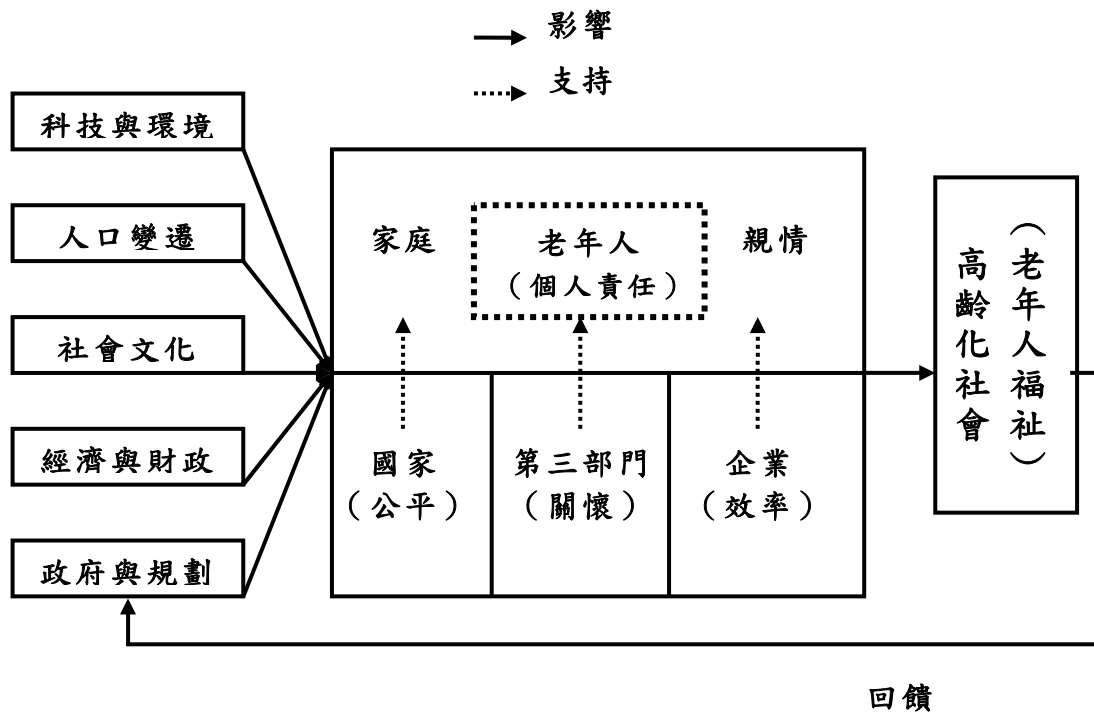 影響
支持
科技與環境
人口變遷
社會文化
經濟與財政
政府與規劃
家庭
老年人
（個人責任）
親情
國家
（公平）
第三部門
（關懷）
企業
（效率）
高齡化社會
（老年人福祉）
回饋